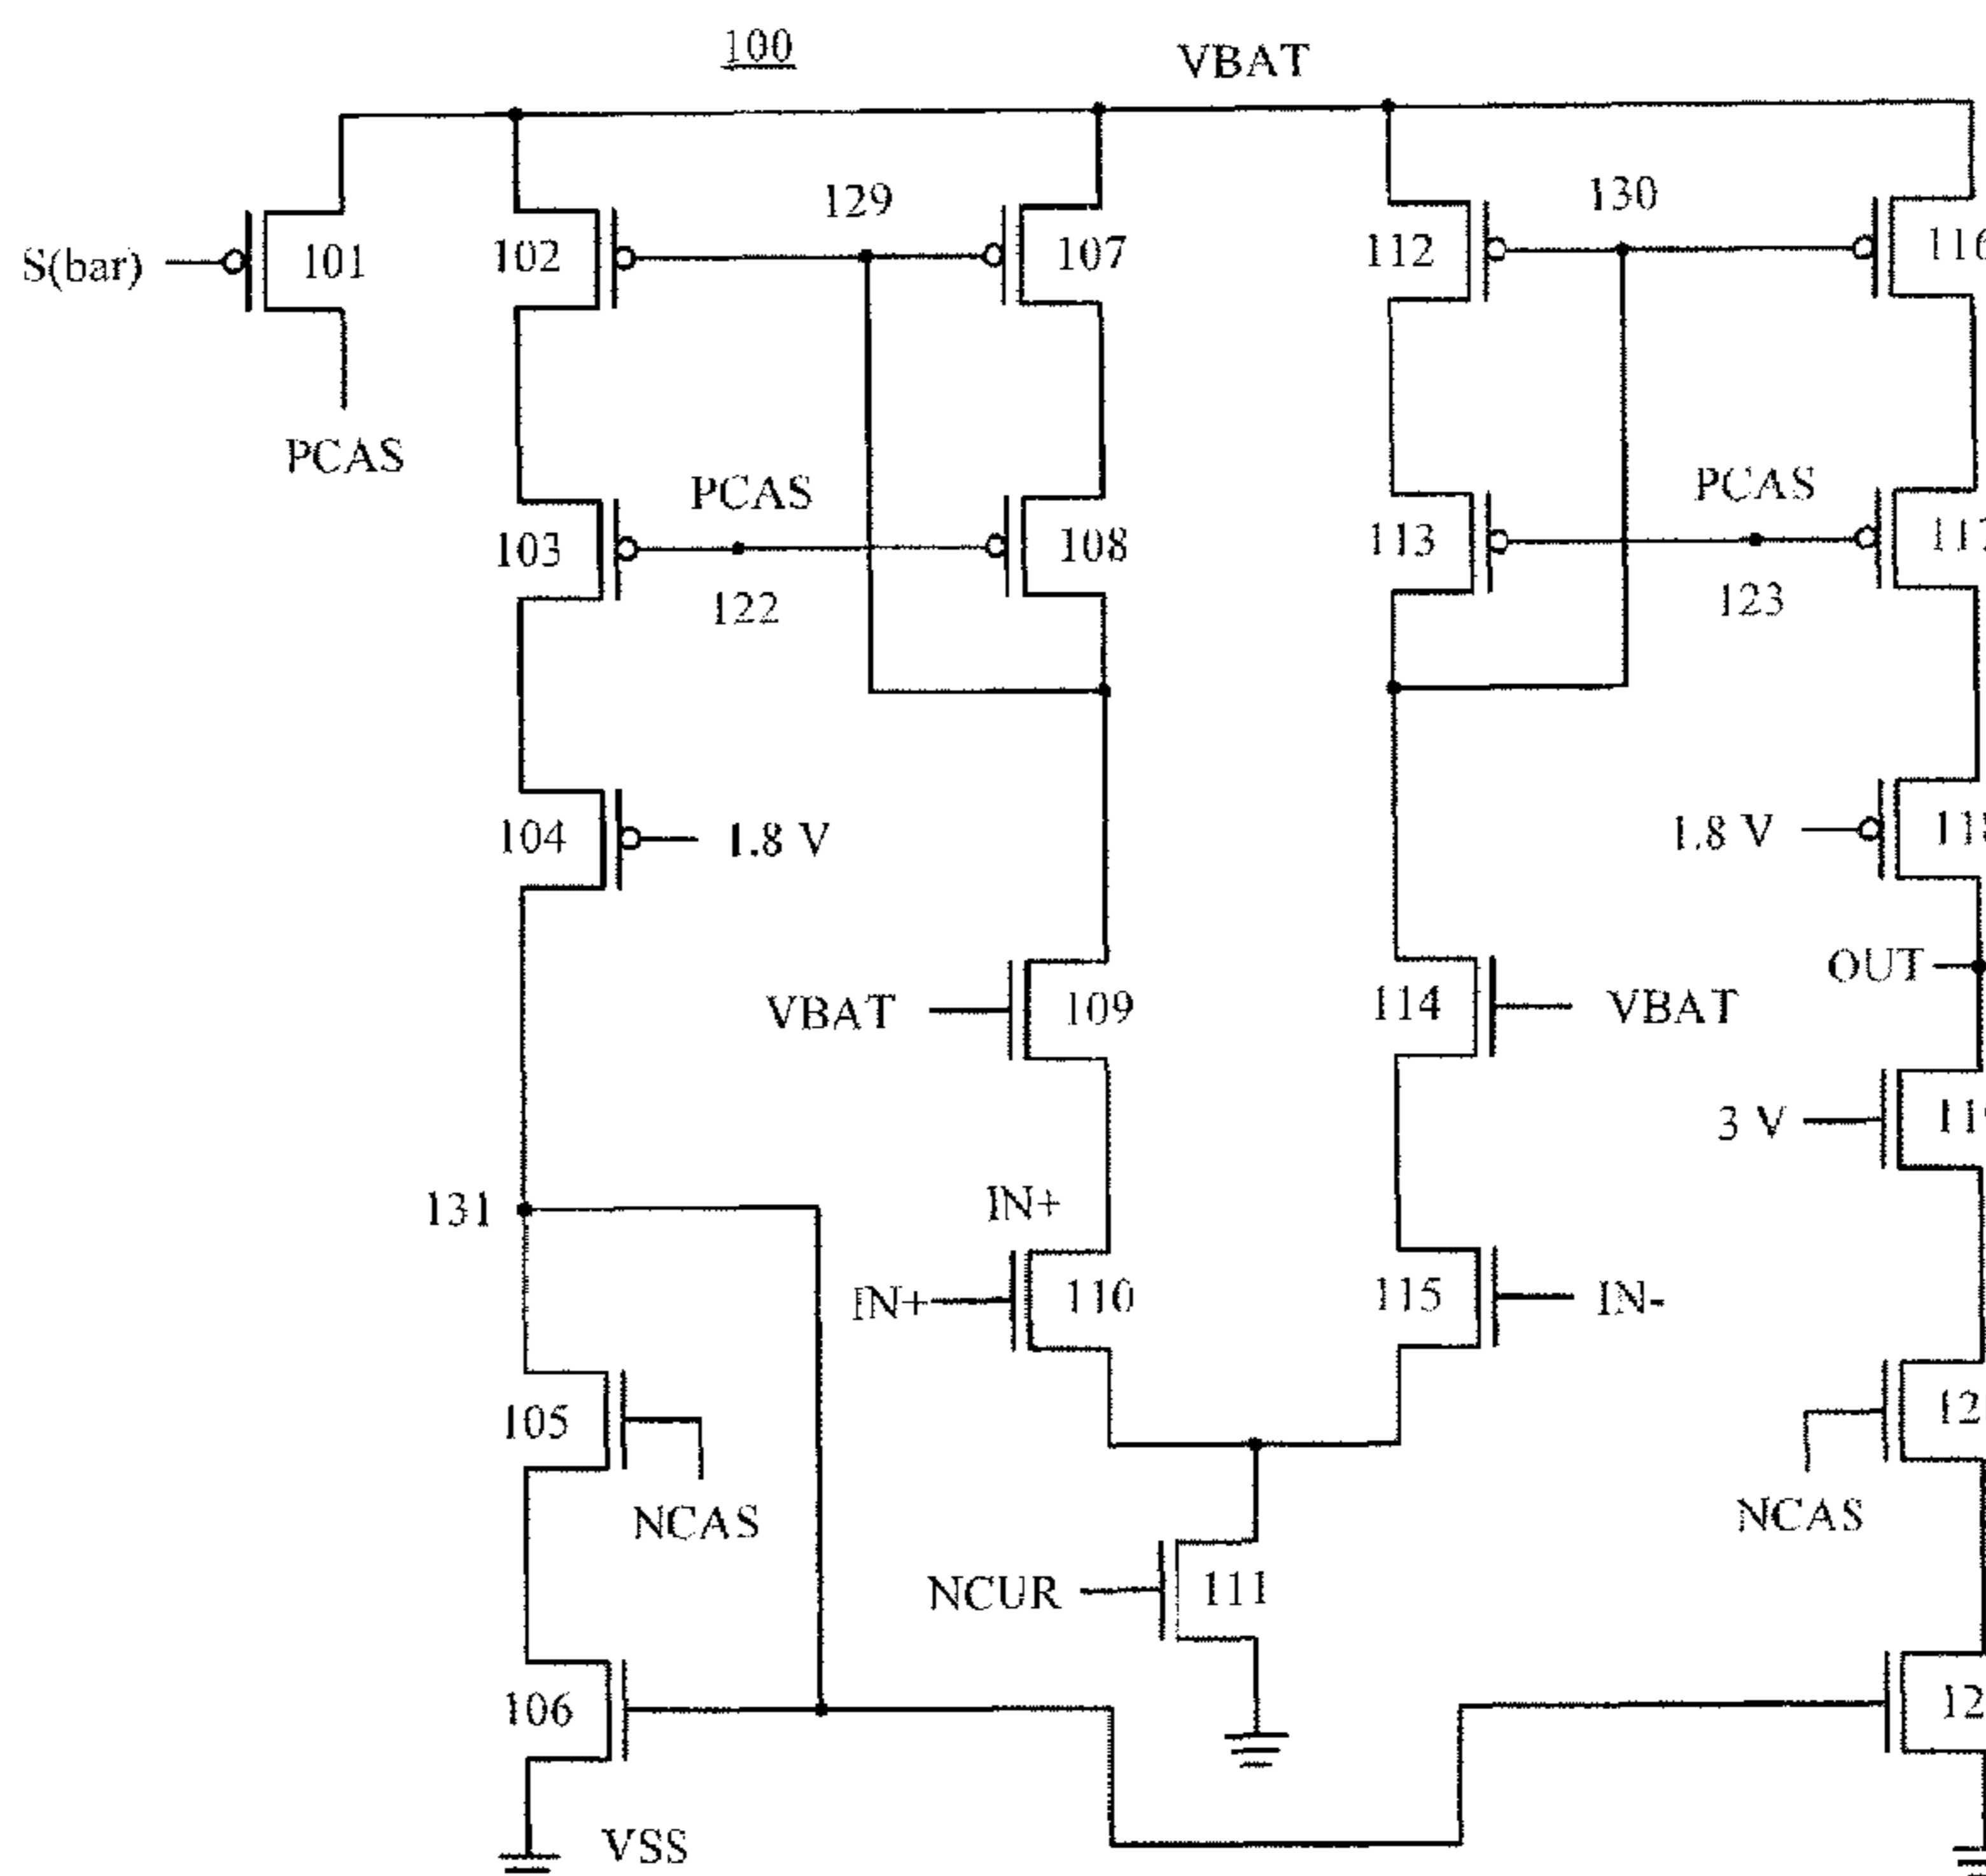 100
VBAT
S(bar)
101
102
129
107
112
130
PCAS
103
PCAS
122
108
113
PCAS
123
104
1.8 V
1.8 V
VBAT
109
114
VBAT
OUT
3 V
131
IN+
IN+
110
115
IN-
105
NCAS
NCAS
NCUR
111
106
VSS